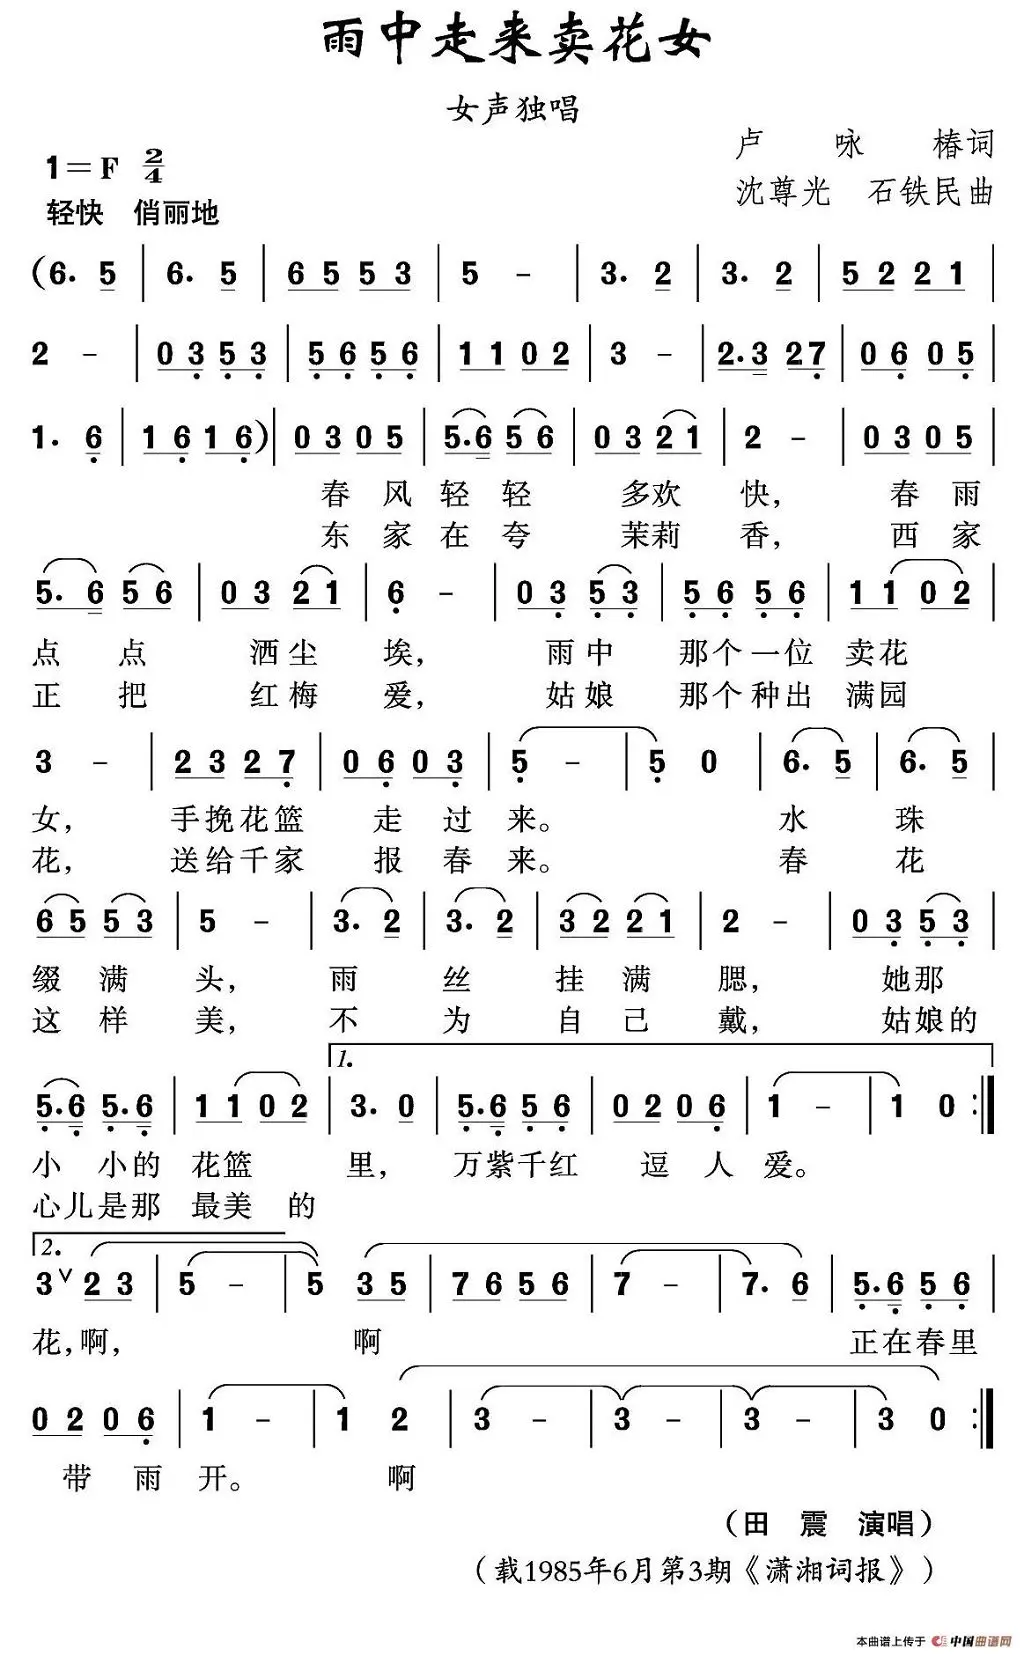 雨中走来卖花女
女声独唱
卢 咏 椿词
1=F 2/4
沈尊光 石铁民曲
轻快 俏丽地
(6. 5 | 6. 5 | 6 5 5 3 | 5 - | 3. 2 | 3. 2 | 5 2 2 1 |
2 - | 0 3 5 3 | 5 6 5 6 | 1 1 0 2 | 3 - | 2. 3 2 7 | 0 6 0 5 |
1. 6 | 1 6 1 6) | 0 3 0 5 | 5. 6 5 6 | 0 3 2 1 | 2 - | 0 3 0 5 |
春 风 轻 轻 多欢 快, 春 雨
东 家 在 夸 茉莉 香, 西 家
5. 6 5 6 | 0 3 2 1 | 6 - | 0 3 5 3 | 5 6 5 6 | 1 1 0 2 |
点 点 洒 尘 埃, 雨 中 那个一位 卖花
正 把 红 梅 爱, 姑 娘 那个种出 满园
3 - | 2 3 2 7 | 0 6 0 3 | 5 - | 5 0 | 6. 5 | 6. 5 |
女, 手挽花篮 走 过 来。 水 珠
花, 送给千家 报 春 来。 春 花
6 5 5 3 | 5 - | 3. 2 | 3. 2 | 3 2 2 1 | 2 - | 0 3 5 3 |
缀 满 头, 雨 丝 挂 满 腮, 她那
这 样 美, 不 为 自 己 戴, 姑娘的
1.
5. 6 5. 6 | 1 1 0 2 | 3. 0 | 5. 6 5 6 | 0 2 0 6 | 1 - | 1 0 :‖
小 小的 花篮 里, 万紫千红 逗 人 爱。
心儿是那 最美 的
2.
3 ∨ 2 3 | 5 - | 5 3 5 | 7 6 5 6 | 7 - | 7. 6 | 5. 6 5 6 |
花,啊, 啊 正在春里
0 2 0 6 | 1 - | 1 2 | 3 - | 3 - | 3 - | 3 0 :‖
带 雨 开。 啊
(田 震 演唱)
(载1985年6月第3期《潇湘词报》)
本曲谱上传于 中国曲谱网